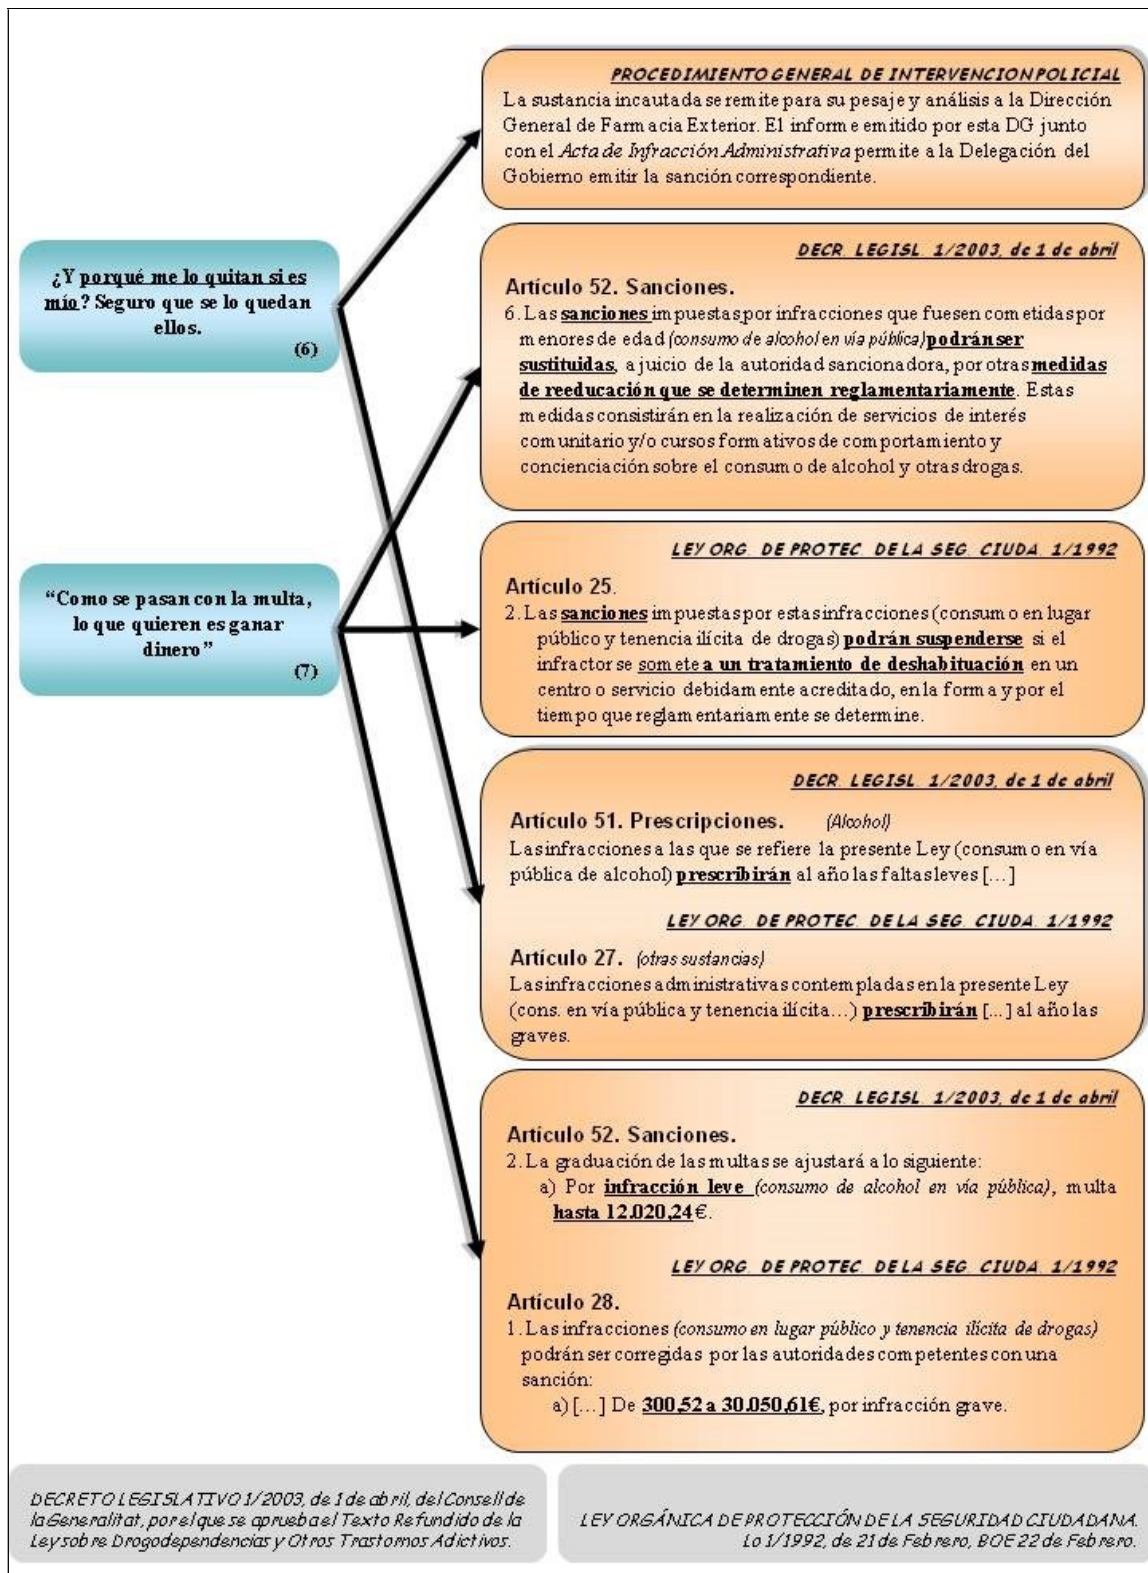 PROCEDIMIENTO GENERAL DE INTERVENCION POLICIAL
La sustancia incautada se remite para su pesaje y análisis a la Dirección
General de Farmacia Exterior. El informe emitido por esta DG junto
con el Acta de Infracción Administrativa permite a la Delegación del
Gobierno emitir la sanción correspondiente.
¿Y porqué me lo quitan si es
mío? Seguro que se lo quedan
ellos.
(6)
DECR. LEGISL. 1/2003, de 1 de abril
Artículo 52. Sanciones.
6. Las sanciones impuestas por infracciones que fuesen cometidas por
menores de edad (consumo de alcohol en vía pública) podrán ser
sustituidas, a juicio de la autoridad sancionadora, por otras medidas
de reeducación que se determinen reglamentariamente. Estas
medidas consistirán en la realización de servicios de interés
comunitario y/o cursos formativos de comportamiento y
concienciación sobre el consumo de alcohol y otras drogas.
"Como se pasan con la multa,
lo que quieren es ganar
dinero"
(7)
LEY ORG. DE PROTEC. DE LA SEG. CIUDA. 1/1992
Artículo 25.
2. Las sanciones impuestas por estas infracciones (consumo en lugar
público y tenencia ilícita de drogas) podrán suspenderse si el
infractor se somete a un tratamiento de deshabituación en un
centro o servicio debidamente acreditado, en la forma y por el
tiempo que reglamentariamente se determine.
DECR. LEGISL. 1/2003, de 1 de abril
Artículo 51. Prescripciones. (Alcohol)
Las infracciones a las que se refiere la presente Ley (consumo en vía
pública de alcohol) prescribirán al año las faltas leves […]
LEY ORG. DE PROTEC. DE LA SEG. CIUDA. 1/1992
Artículo 27. (otras sustancias)
Las infracciones administrativas contempladas en la presente Ley
(cons. en vía pública y tenencia ilícita…) prescribirán […] al año las
graves.
DECR. LEGISL. 1/2003, de 1 de abril
Artículo 52. Sanciones.
2. La graduación de las multas se ajustará a lo siguiente:
a) Por infracción leve (consumo de alcohol en vía pública), multa
hasta 12.020,24€.
LEY ORG. DE PROTEC. DE LA SEG. CIUDA. 1/1992
Artículo 28.
1. Las infracciones (consumo en lugar público y tenencia ilícita de drogas)
podrán ser corregidas por las autoridades competentes con una
sanción:
a) […] De 300,52 a 30.050,61€, por infracción grave.
DECRETO LEGISLATIVO 1/2003, de 1 de abril, del Consell de
la Generalitat, por el que se aprueba el Texto Refundido de la
Ley sobre Drogodependencias y Otros Trastornos Adictivos.
LEY ORGÁNICA DE PROTECCIÓN DE LA SEGURIDAD CIUDADANA.
Lo 1/1992, de 21 de Febrero, BOE 22 de Febrero.